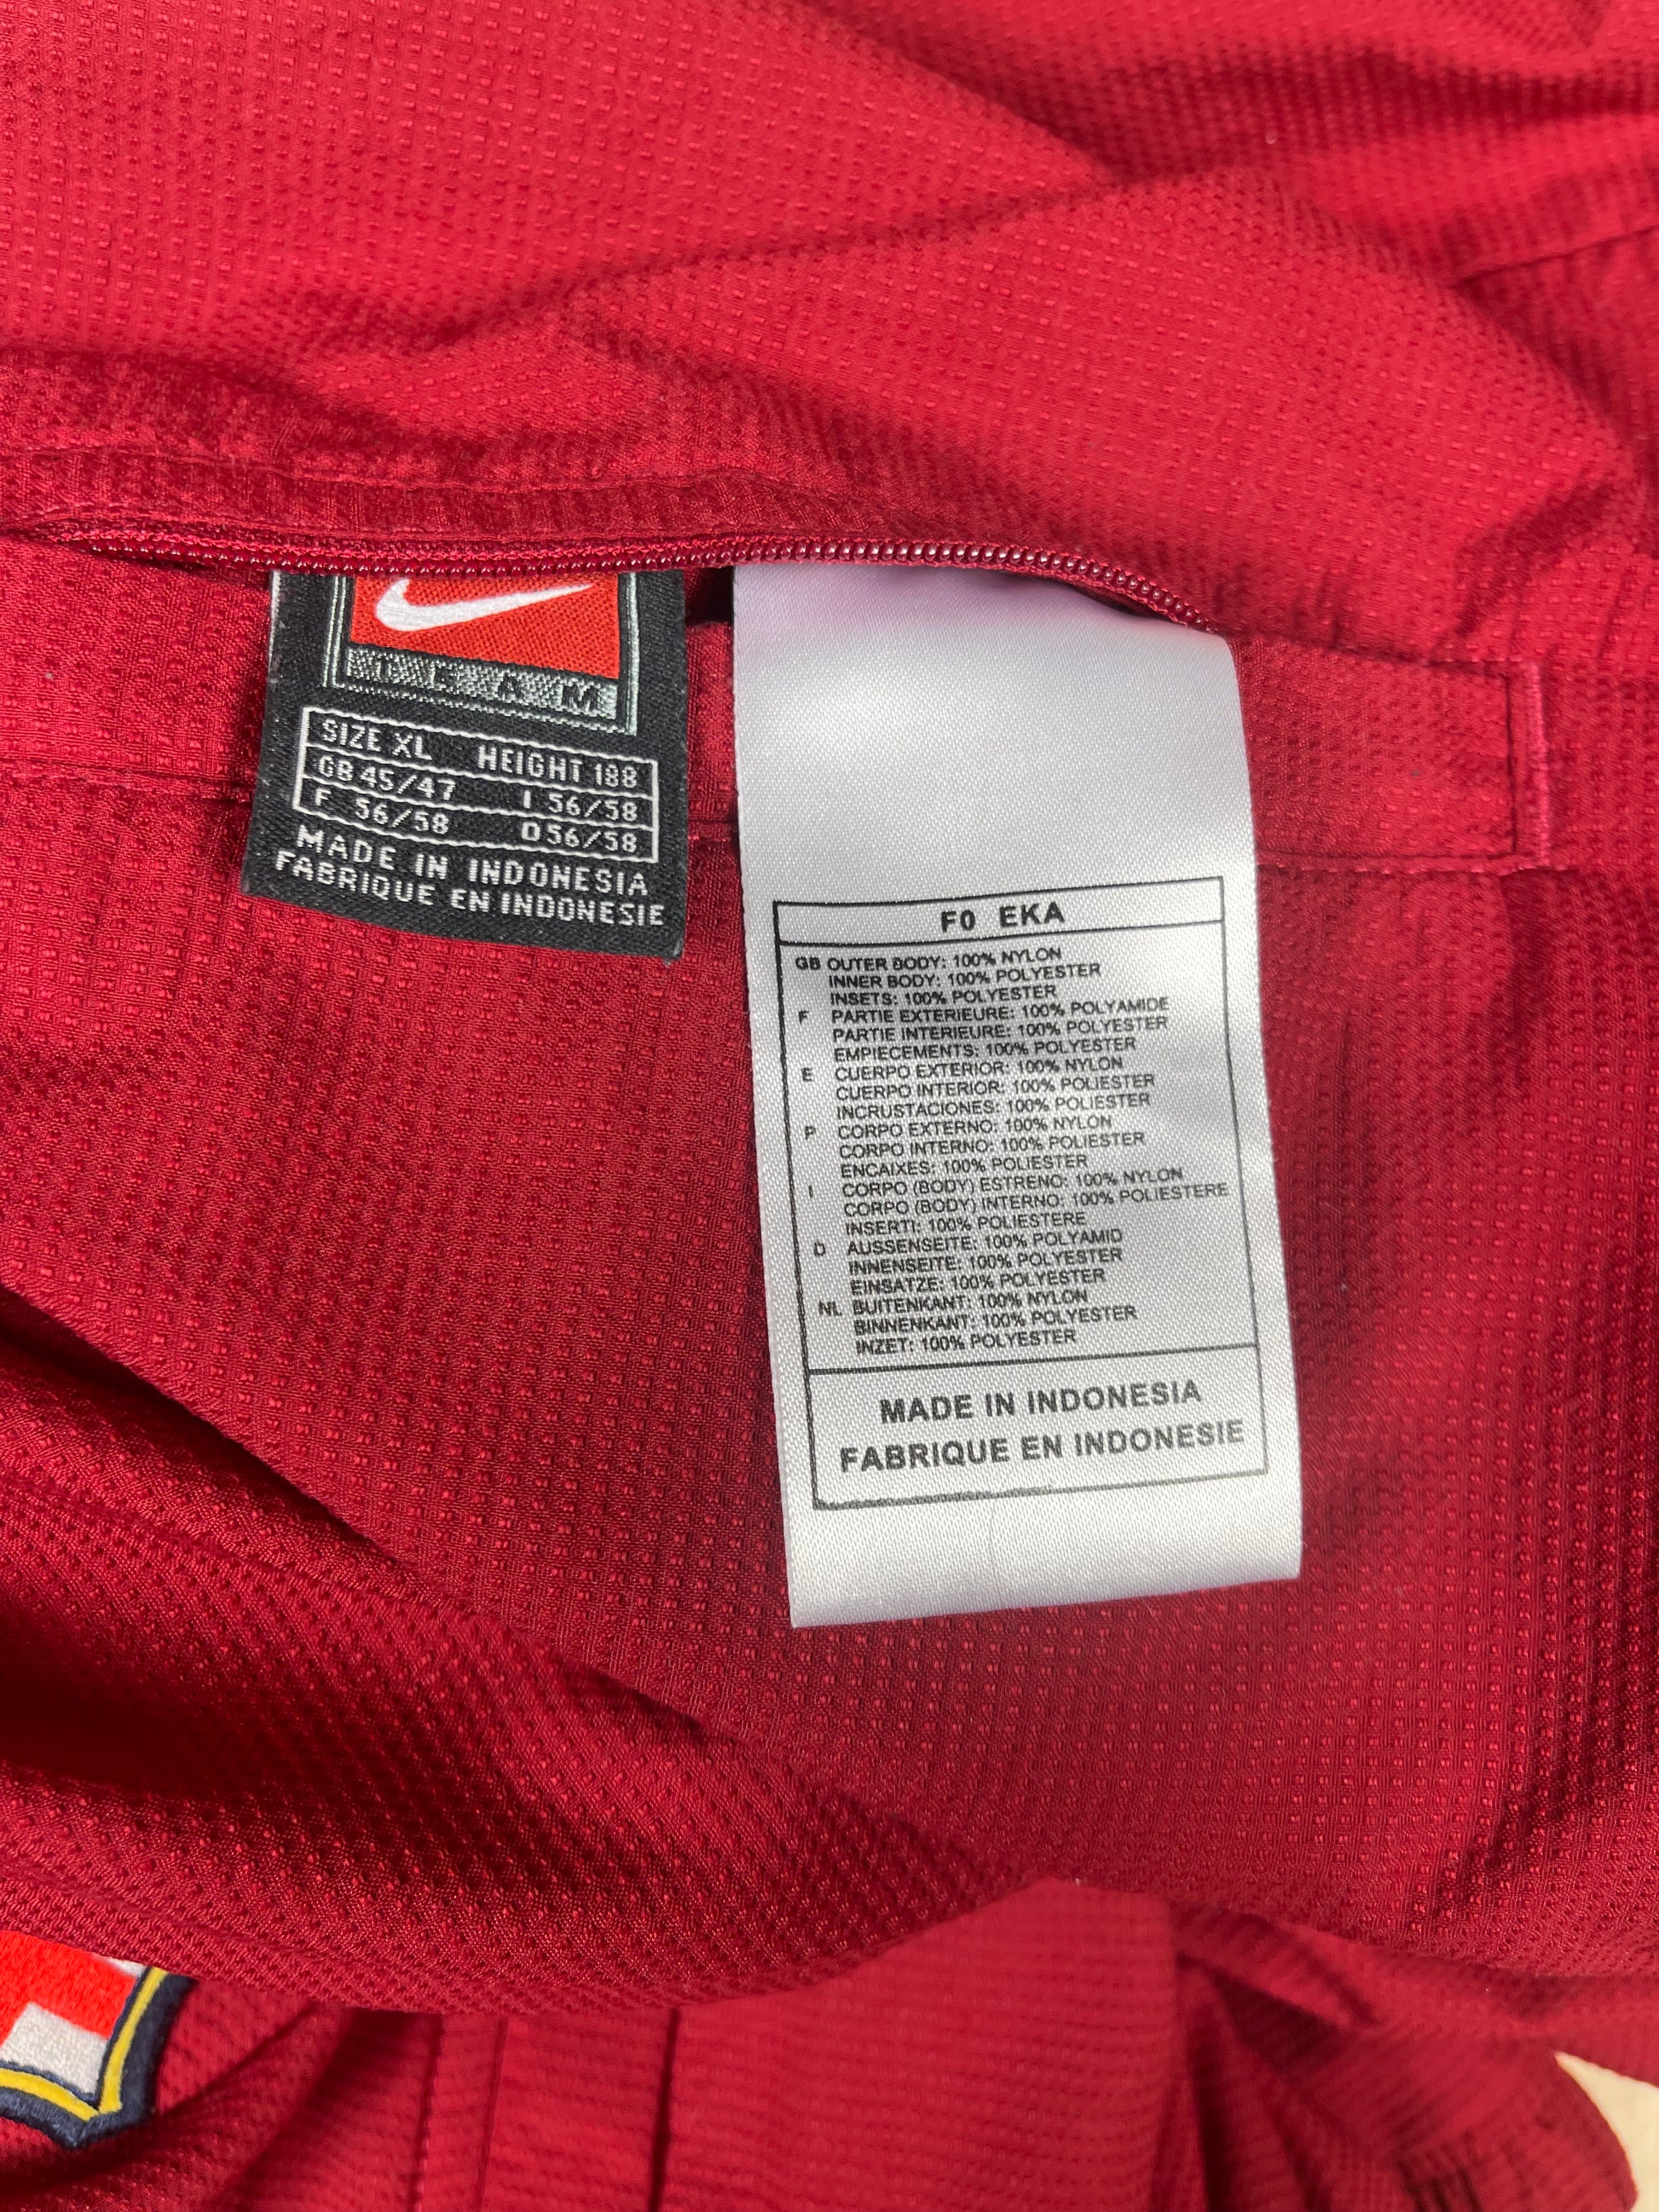 TEAM
SIZE XL HEIGHT 188
GB 45/47 I 56/58
F 56/58 D 56/58
MADE IN INDONESIA
FABRIQUE EN INDONESIE
F0 EKA
GB OUTER BODY: 100% NYLON
INNER BODY: 100% POLYESTER
INSETS: 100% POLYESTER
F PARTIE EXTERIEURE: 100% POLYAMIDE
PARTIE INTERIEURE: 100% POLYESTER
EMPIECEMENTS: 100% POLYESTER
E CUERPO EXTERIOR: 100% NYLON
CUERPO INTERIOR: 100% POLIESTER
INCRUSTACIONES: 100% POLIESTER
P CORPO EXTERNO: 100% NYLON
CORPO INTERNO: 100% POLIESTER
ENCAIXES: 100% POLIESTER
I CORPO (BODY) ESTRENO: 100% NYLON
CORPO (BODY) INTERNO: 100% POLIESTERE
INSERTI: 100% POLIESTERE
D AUSSENSEITE: 100% POLYAMID
INNENSEITE: 100% POLYESTER
EINSATZE: 100% POLYESTER
NL BUITENKANT: 100% NYLON
BINNENKANT: 100% POLYESTER
INZET: 100% POLYESTER
MADE IN INDONESIA
FABRIQUE EN INDONESIE